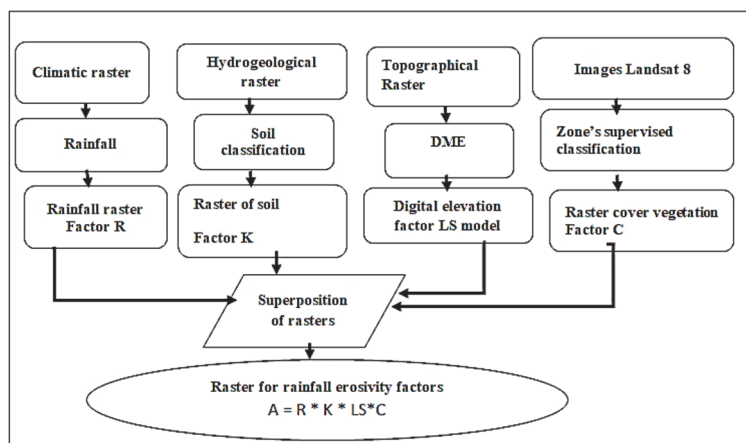 Climatic raster
Rainfall
Rainfall raster
Factor R
Hydrogeological
raster
Soil
classification
Raster of soil
Factor K
Topographical
Raster
DME
Digital elevation
factor LS model
Images Landsat 8
Zone's supervised
classification
Raster cover vegetation
Factor C
Superposition
of rasters
Raster for rainfall erosivity factors
A = R * K * LS*C